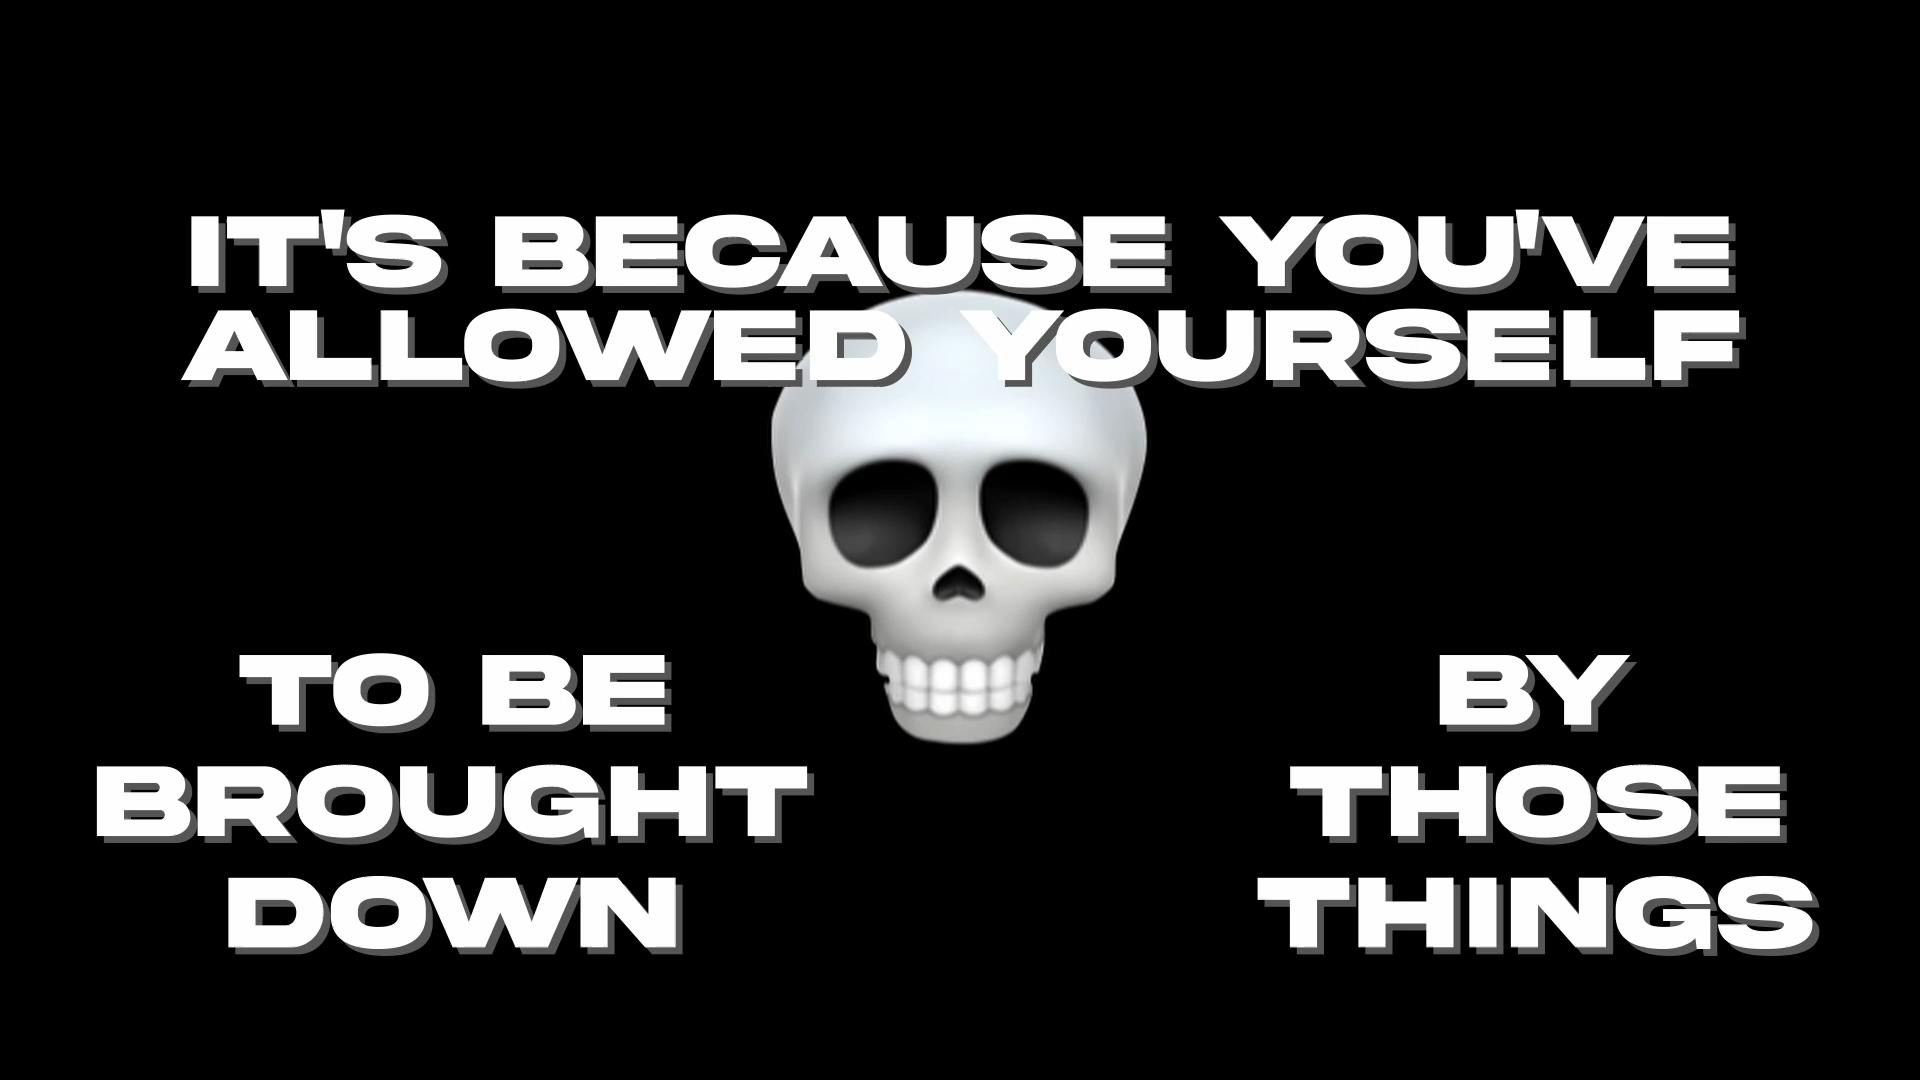 IT'S BECAUSE YOU'VE
ALLOWED YOURSELF
TO BE
BROUGHT
DOWN
BY
THOSE
THINGS